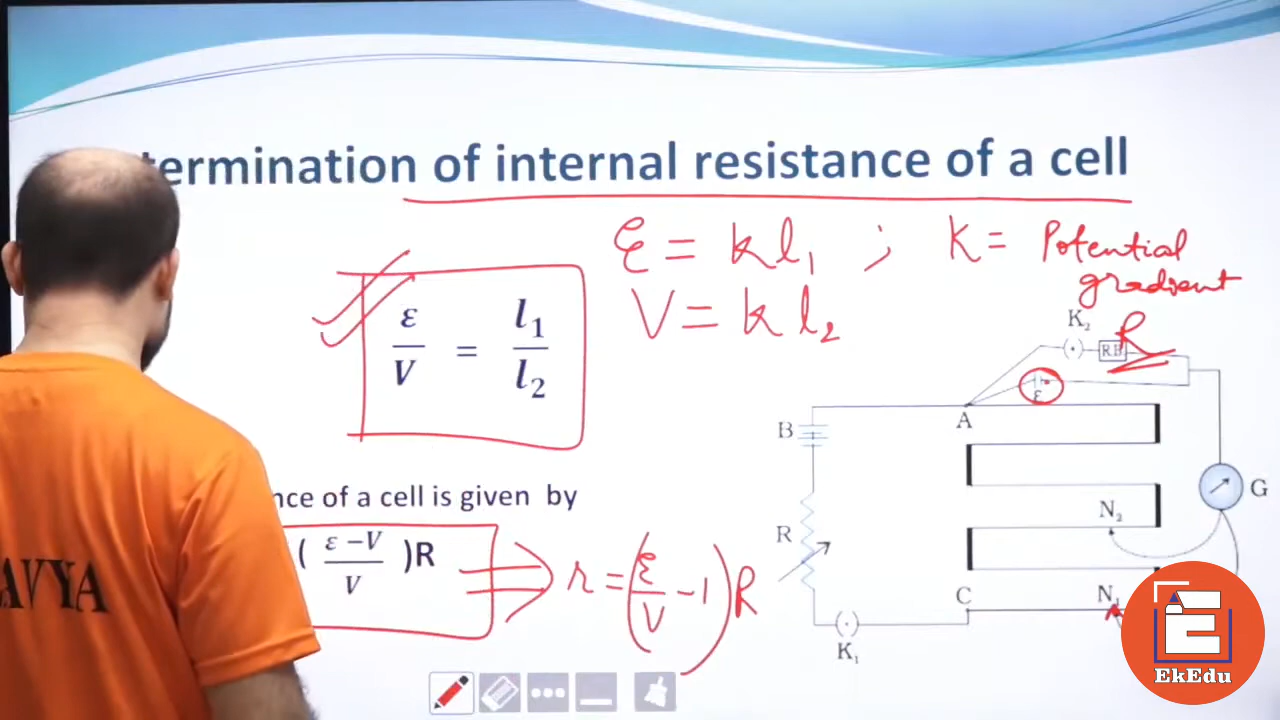 termination of internal resistance of a cell
ε = kl₁ ; K = Potential gradient
V = kl₂
ε/V = l₁/l₂
K₂
RB R
ε
A
B
nce of a cell is given by
( ε – V / V )R ⇒ r = (ε/V – 1) R
R
N₂
G
C
N₁
K₁
AVYA
E
EkEdu